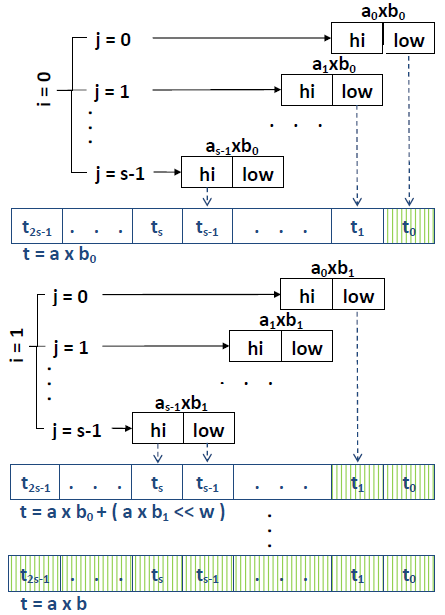 a₀xb₀
j = 0 hi low
a₁xb₀
i = 0 j = 1 hi low
. . .
aₛ₋₁xb₀
j = s-1 hi low
t₂ₛ₋₁ . . . tₛ tₛ₋₁ . . . t₁ t₀
t = a x b₀
a₀xb₁
j = 0 hi low
a₁xb₁
i = 1 j = 1 hi low
. . .
aₛ₋₁xb₁
j = s-1 hi low
t₂ₛ₋₁ . . . tₛ tₛ₋₁ . . . t₁ t₀
t = a x b₀ + ( a x b₁ << w )
t₂ₛ₋₁ . . . tₛ tₛ₋₁ . . . t₁ t₀
t = a x b